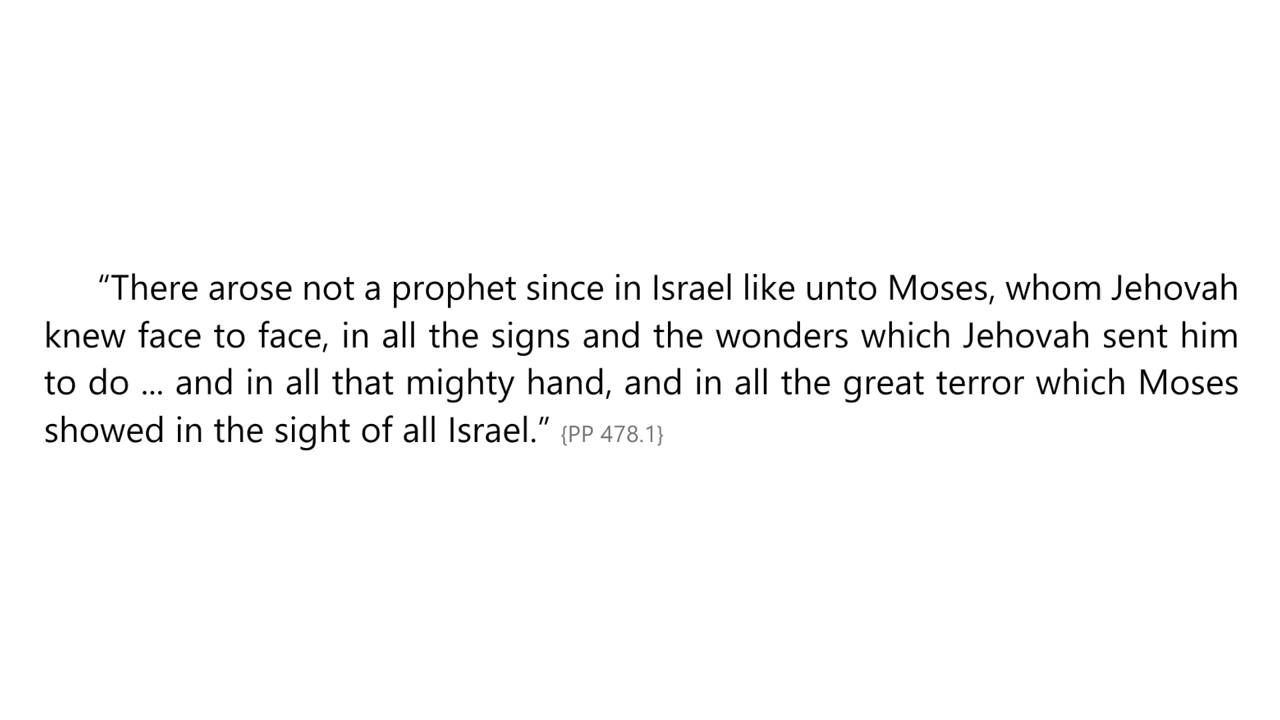 “There arose not a prophet since in Israel like unto Moses, whom Jehovah
knew face to face, in all the signs and the wonders which Jehovah sent him
to do ... and in all that mighty hand, and in all the great terror which Moses
showed in the sight of all Israel.” {PP 478.1}